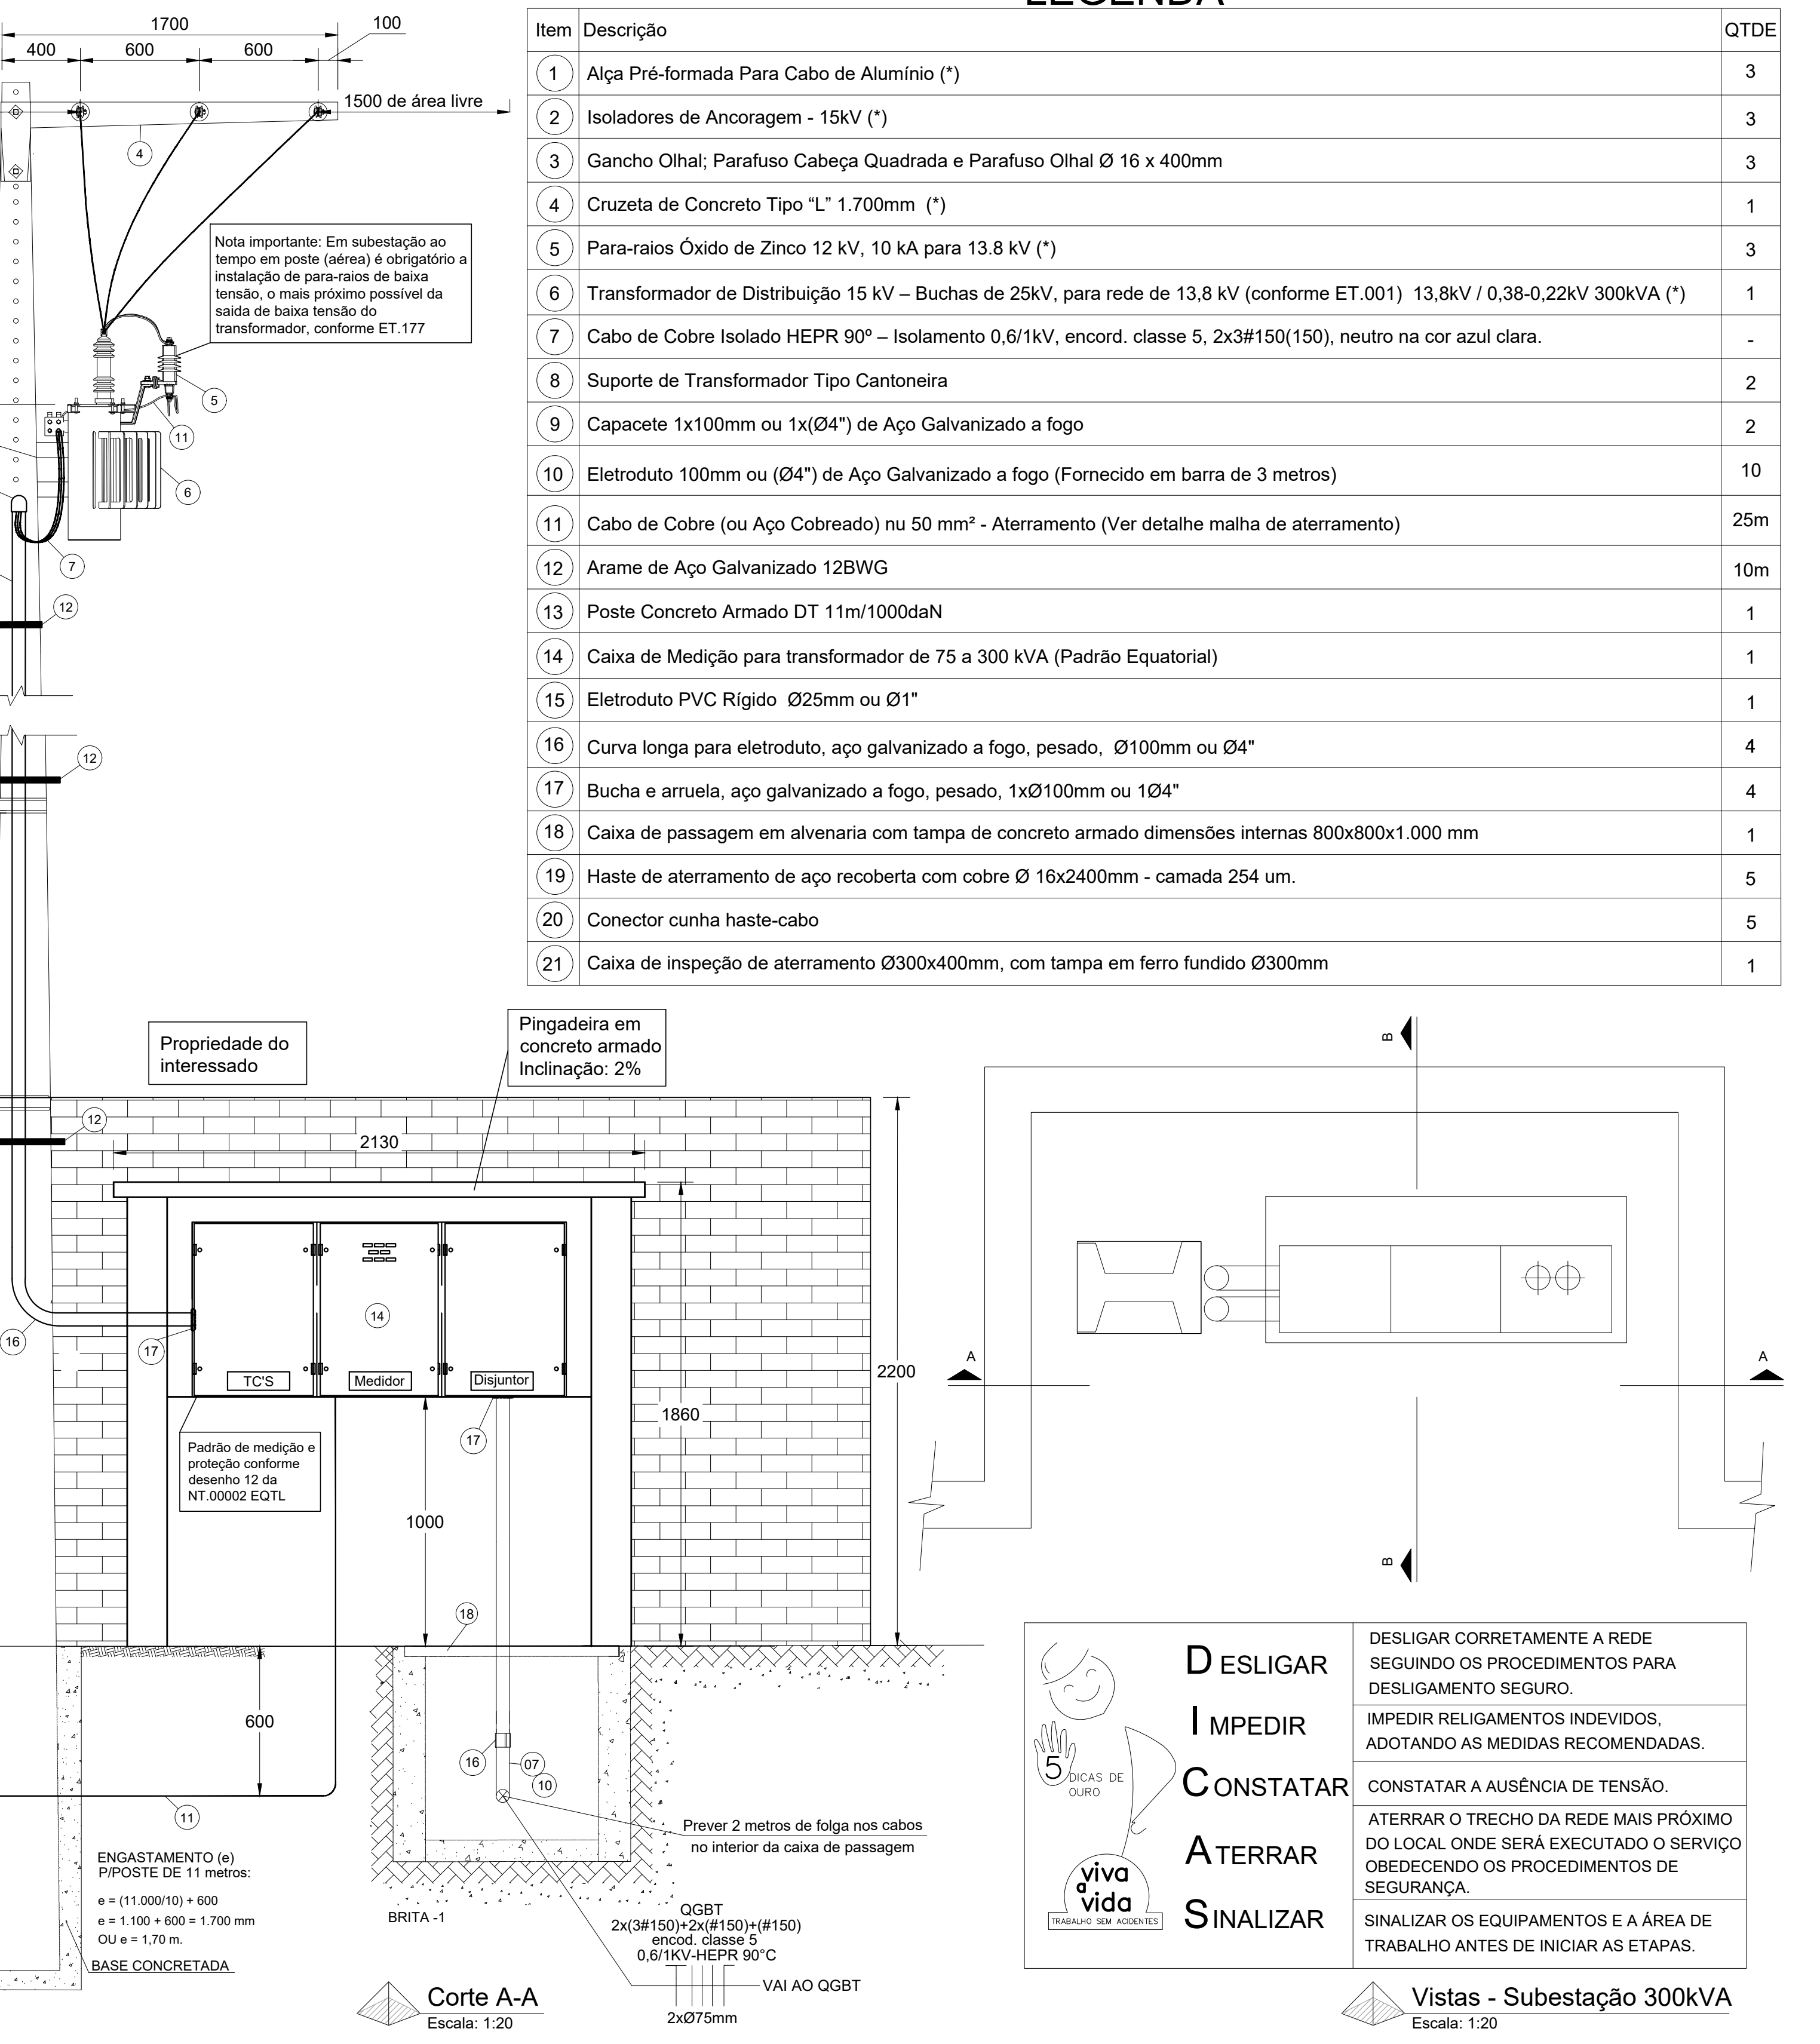 LEGENDA
Item Descrição QTDE
1 Alça Pré-formada Para Cabo de Alumínio (*) 3
2 Isoladores de Ancoragem - 15kV (*) 3
3 Gancho Olhal; Parafuso Cabeça Quadrada e Parafuso Olhal Ø 16 x 400mm 3
4 Cruzeta de Concreto Tipo “L” 1.700mm (*) 1
5 Para-raios Óxido de Zinco 12 kV, 10 kA para 13.8 kV (*) 3
6 Transformador de Distribuição 15 kV – Buchas de 25kV, para rede de 13,8 kV (conforme ET.001) 13,8kV / 0,38-0,22kV 300kVA (*) 1
7 Cabo de Cobre Isolado HEPR 90º – Isolamento 0,6/1kV, encord. classe 5, 2x3#150(150), neutro na cor azul clara. -
8 Suporte de Transformador Tipo Cantoneira 2
9 Capacete 1x100mm ou 1x(Ø4") de Aço Galvanizado a fogo 2
10 Eletroduto 100mm ou (Ø4") de Aço Galvanizado a fogo (Fornecido em barra de 3 metros) 10
11 Cabo de Cobre (ou Aço Cobreado) nu 50 mm² - Aterramento (Ver detalhe malha de aterramento) 25m
12 Arame de Aço Galvanizado 12BWG 10m
13 Poste Concreto Armado DT 11m/1000daN 1
14 Caixa de Medição para transformador de 75 a 300 kVA (Padrão Equatorial) 1
15 Eletroduto PVC Rígido Ø25mm ou Ø1" 1
16 Curva longa para eletroduto, aço galvanizado a fogo, pesado, Ø100mm ou Ø4" 4
17 Bucha e arruela, aço galvanizado a fogo, pesado, 1xØ100mm ou 1Ø4" 4
18 Caixa de passagem em alvenaria com tampa de concreto armado dimensões internas 800x800x1.000 mm 1
19 Haste de aterramento de aço recoberta com cobre Ø 16x2400mm - camada 254 um. 5
20 Conector cunha haste-cabo 5
21 Caixa de inspeção de aterramento Ø300x400mm, com tampa em ferro fundido Ø300mm 1
1700 100
400 600 600
1500 de área livre
4
Nota importante: Em subestação ao
tempo em poste (aérea) é obrigatório a
instalação de para-raios de baixa
tensão, o mais próximo possível da
saida de baixa tensão do
transformador, conforme ET.177
5
11
6
7
12
12
Propriedade do
interessado
Pingadeira em
concreto armado
Inclinação: 2%
12
2130
14
16
17
TC'S
Medidor
Disjuntor
17
2200
1860
Padrão de medição e
proteção conforme
desenho 12 da
NT.00002 EQTL
1000
18
600
16
07
10
11
Prever 2 metros de folga nos cabos
no interior da caixa de passagem
ENGASTAMENTO (e)
P/POSTE DE 11 metros:
e = (11.000/10) + 600
e = 1.100 + 600 = 1.700 mm
OU e = 1,70 m.
BASE CONCRETADA
BRITA -1
QGBT
2x(3#150)+2x(#150)+(#150)
encod. classe 5
0,6/1KV-HEPR 90°C
VAI AO QGBT
2xØ75mm
Corte A-A
Escala: 1:20
B
A
A
B
5 DICAS DE
OURO
viva
a
vida
TRABALHO SEM ACIDENTES
DESLIGAR
DESLIGAR CORRETAMENTE A REDE
SEGUINDO OS PROCEDIMENTOS PARA
DESLIGAMENTO SEGURO.
IMPEDIR
IMPEDIR RELIGAMENTOS INDEVIDOS,
ADOTANDO AS MEDIDAS RECOMENDADAS.
CONSTATAR
CONSTATAR A AUSÊNCIA DE TENSÃO.
ATERRAR
ATERRAR O TRECHO DA REDE MAIS PRÓXIMO
DO LOCAL ONDE SERÁ EXECUTADO O SERVIÇO
OBEDECENDO OS PROCEDIMENTOS DE
SEGURANÇA.
SINALIZAR
SINALIZAR OS EQUIPAMENTOS E A ÁREA DE
TRABALHO ANTES DE INICIAR AS ETAPAS.
Vistas - Subestação 300kVA
Escala: 1:20